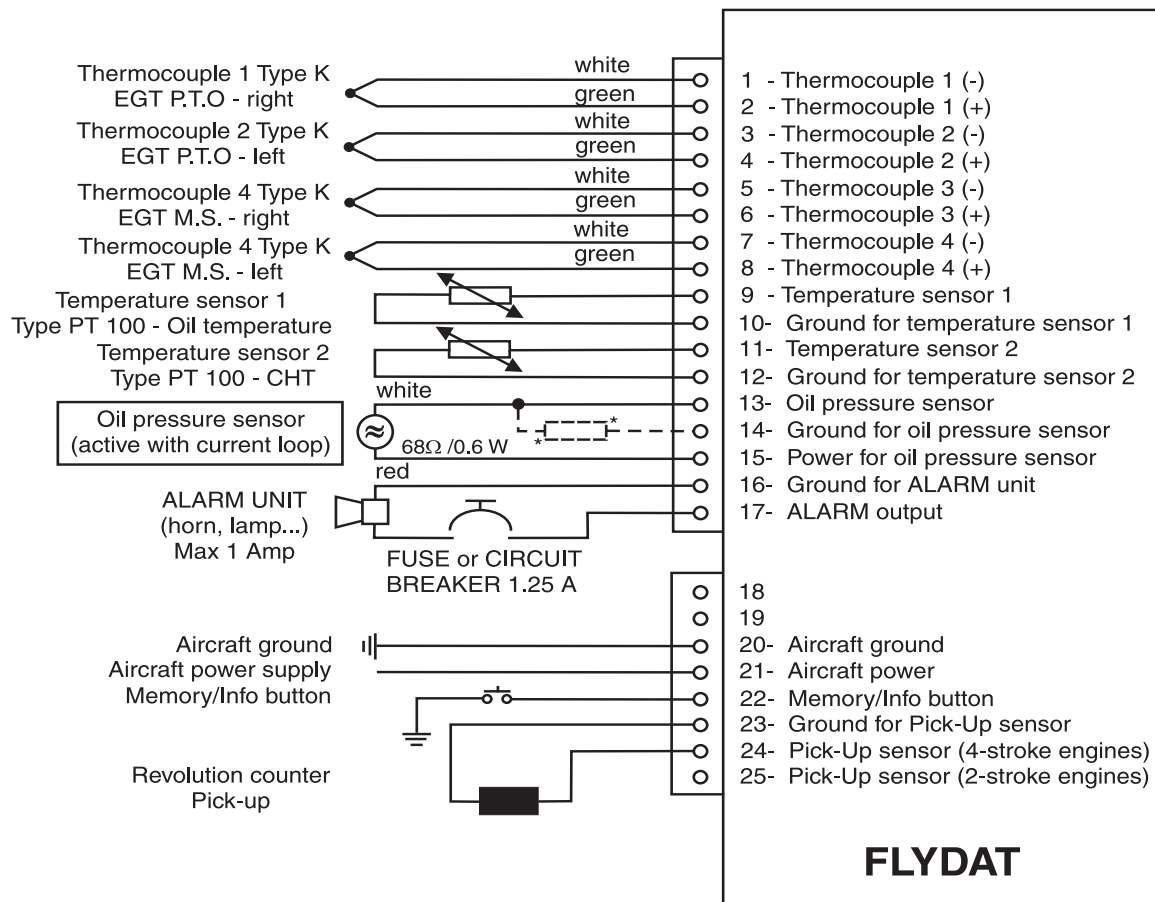 Thermocouple 1 Type K
EGT P.T.O - right
Thermocouple 2 Type K
EGT P.T.O - left
Thermocouple 4 Type K
EGT M.S. - right
Thermocouple 4 Type K
EGT M.S. - left
Temperature sensor 1
Type PT 100 - Oil temperature
Temperature sensor 2
Type PT 100 - CHT
Oil pressure sensor
(active with current loop)
ALARM UNIT
(horn, lamp...)
Max 1 Amp
white
green
white
green
white
green
white
green
white
* *
68Ω /0.6 W
red
FUSE or CIRCUIT
BREAKER 1.25 A
1 - Thermocouple 1 (-)
2 - Thermocouple 1 (+)
3 - Thermocouple 2 (-)
4 - Thermocouple 2 (+)
5 - Thermocouple 3 (-)
6 - Thermocouple 3 (+)
7 - Thermocouple 4 (-)
8 - Thermocouple 4 (+)
9 - Temperature sensor 1
10- Ground for temperature sensor 1
11- Temperature sensor 2
12- Ground for temperature sensor 2
13- Oil pressure sensor
14- Ground for oil pressure sensor
15- Power for oil pressure sensor
16- Ground for ALARM unit
17- ALARM output
18
19
20- Aircraft ground
21- Aircraft power
22- Memory/Info button
23- Ground for Pick-Up sensor
24- Pick-Up sensor (4-stroke engines)
25- Pick-Up sensor (2-stroke engines)
Aircraft ground
Aircraft power supply
Memory/Info button
Revolution counter
Pick-up
FLYDAT